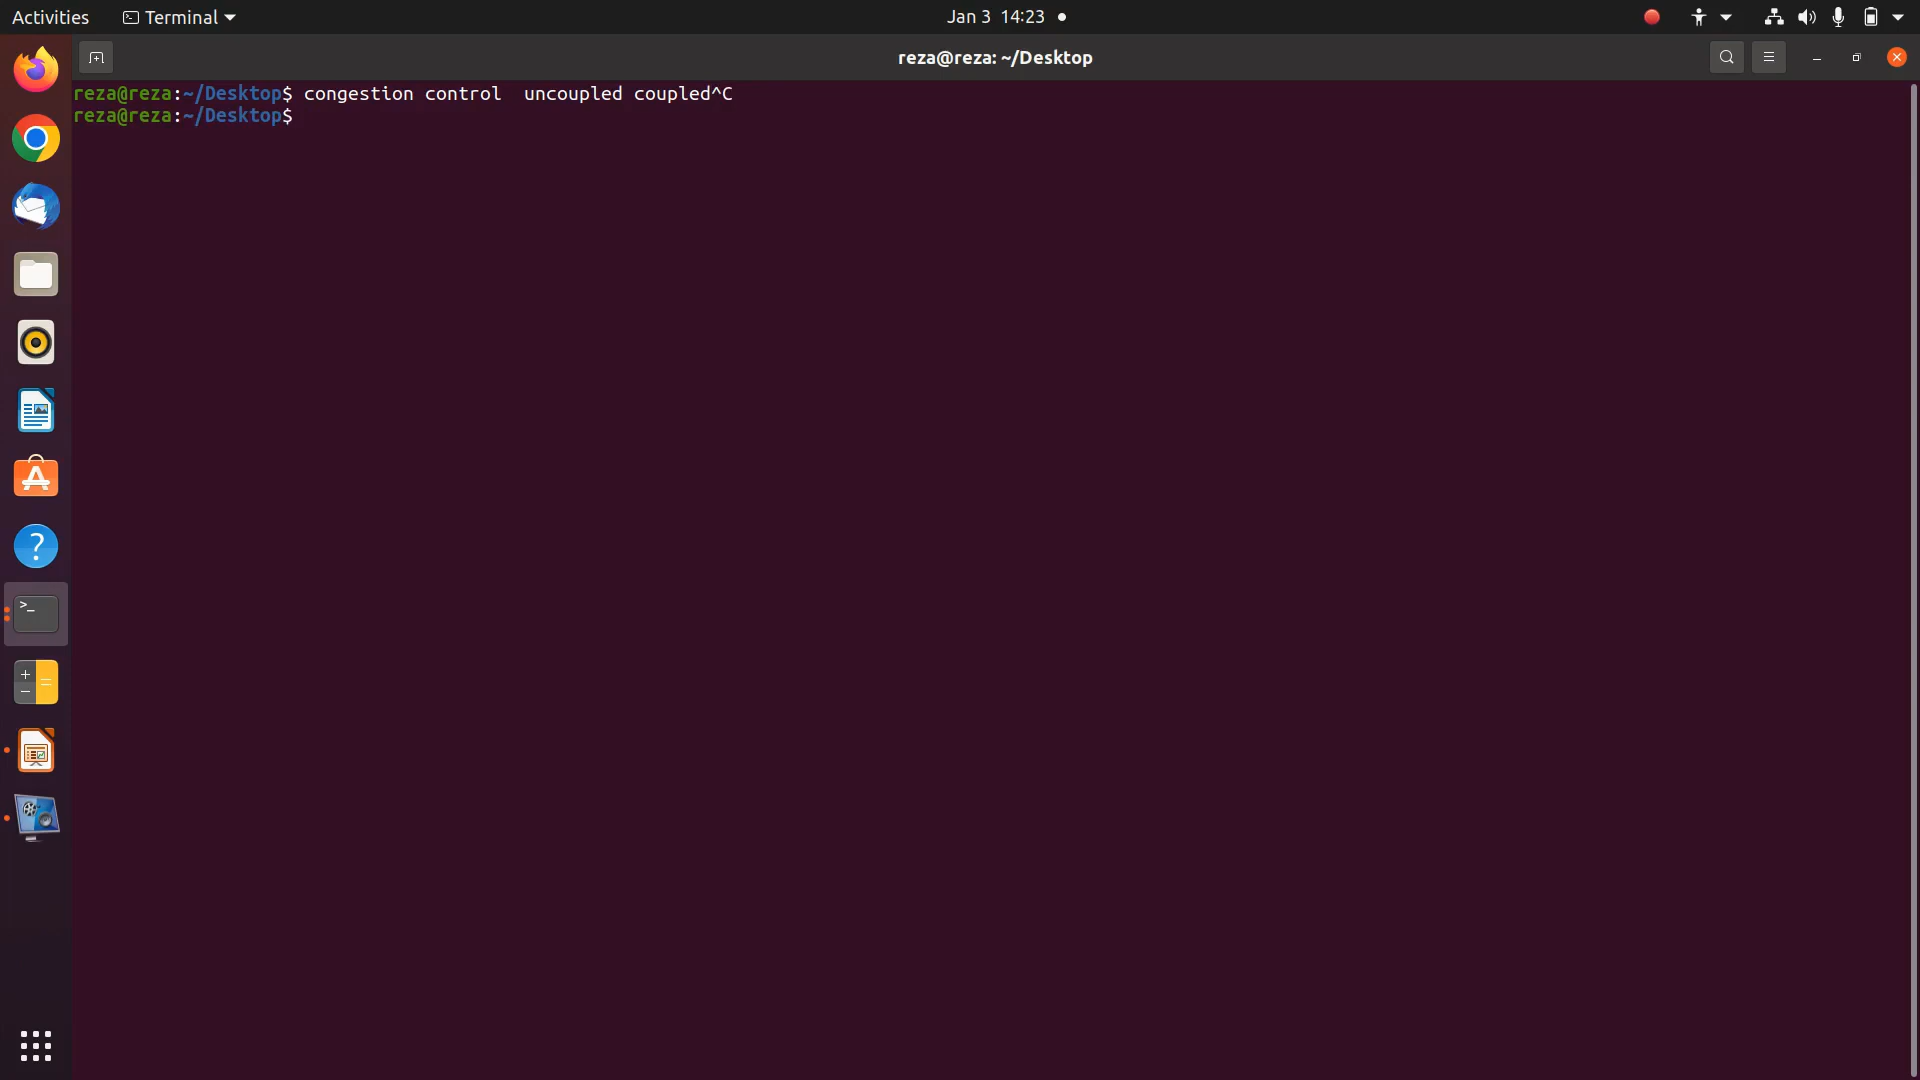 Activities Terminal Jan 3 14:23
reza@reza: ~/Desktop
reza@reza:~/Desktop$ congestion control  uncoupled coupled^C
reza@reza:~/Desktop$